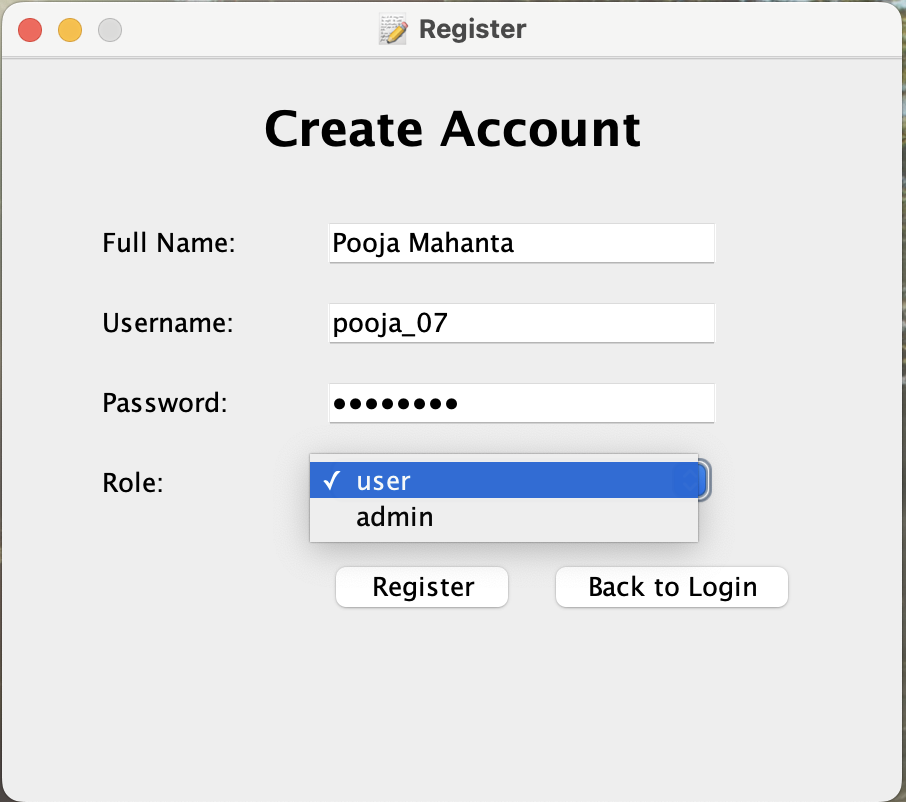 Register
Create Account
Full Name: Pooja Mahanta
Username: pooja_07
Password: ••••••••
Role: ✓ user
admin
Register Back to Login